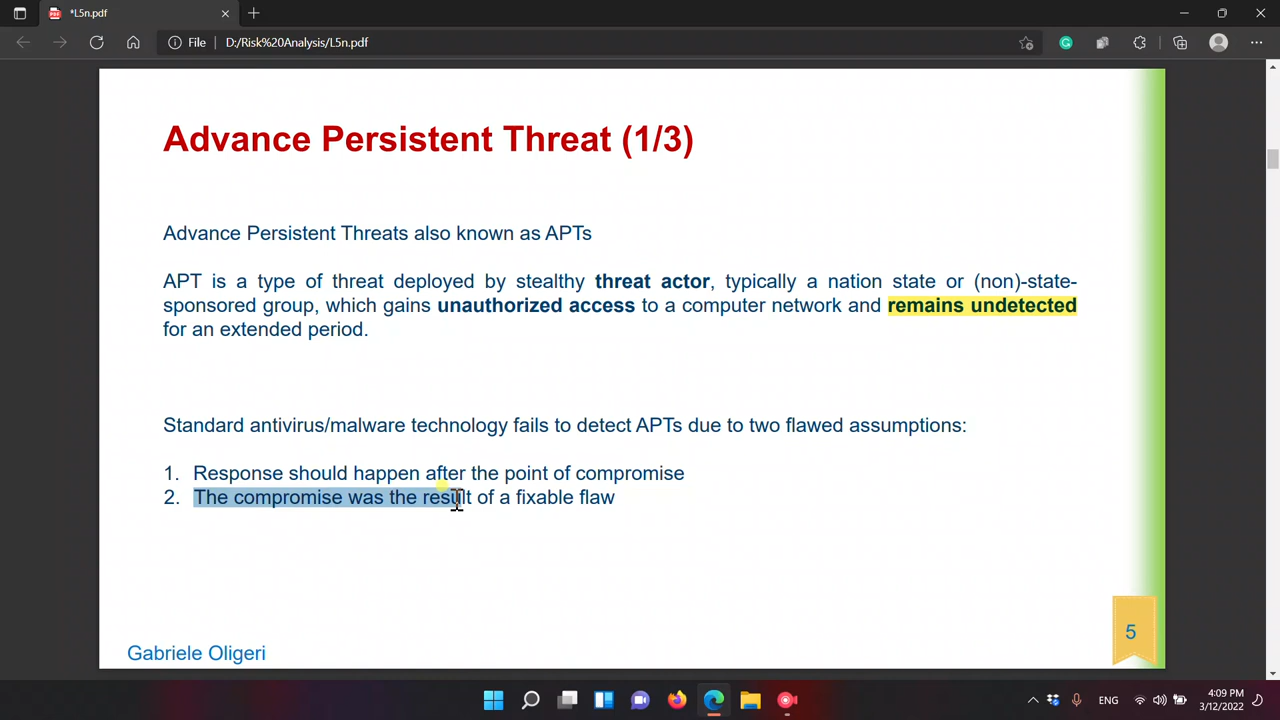 *L5n.pdf
File
D:/Risk%20Analysis/L5n.pdf
Advance Persistent Threat (1/3)
Advance Persistent Threats also known as APTs
APT is a type of threat deployed by stealthy threat actor, typically a nation state or (non)-state-
sponsored group, which gains unauthorized access to a computer network and remains undetected
for an extended period.
Standard antivirus/malware technology fails to detect APTs due to two flawed assumptions:
1. Response should happen after the point of compromise
2. The compromise was the result of a fixable flaw
5
Gabriele Oligeri
ENG
4:09 PM
3/12/2022